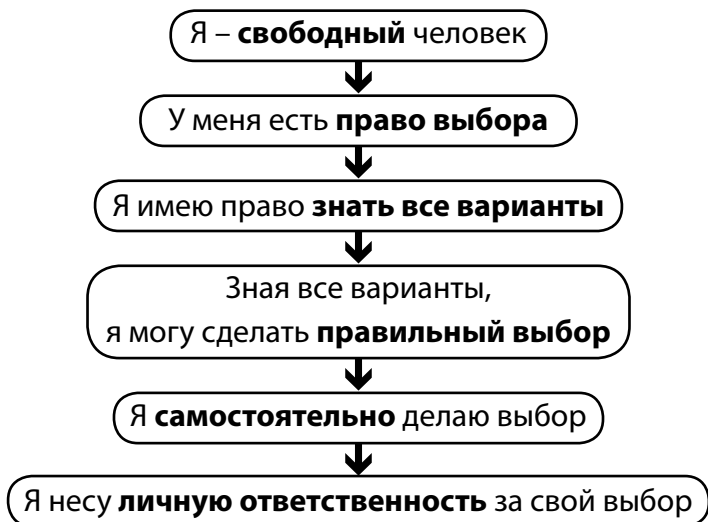 Я – свободный человек
У меня есть право выбора
Я имею право знать все варианты
Зная все варианты,
я могу сделать правильный выбор
Я самостоятельно делаю выбор
Я несу личную ответственность за свой выбор